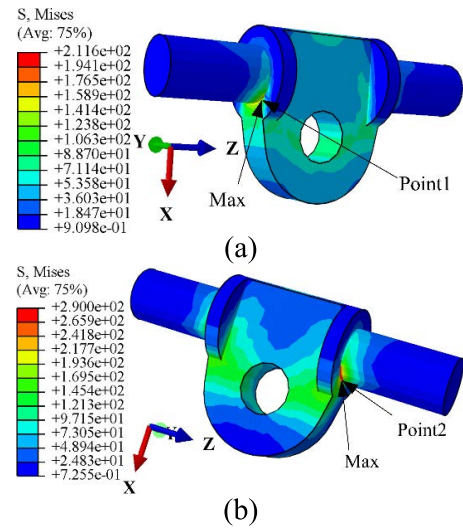 S, Mises
(Avg: 75%)
+2.116e+02
+1.941e+02
+1.765e+02
+1.589e+02
+1.414e+02
+1.238e+02
+1.063e+02
+8.870e+01
+7.114e+01
+5.358e+01
+3.603e+01
+1.847e+01
+9.098e-01
Y
Z
X
Max
Point1
(a)
S, Mises
(Avg: 75%)
+2.900e+02
+2.659e+02
+2.418e+02
+2.177e+02
+1.936e+02
+1.695e+02
+1.454e+02
+1.213e+02
+9.715e+01
+7.305e+01
+4.894e+01
+2.483e+01
+7.255e-01
Y
Z
X
Point2
Max
(b)